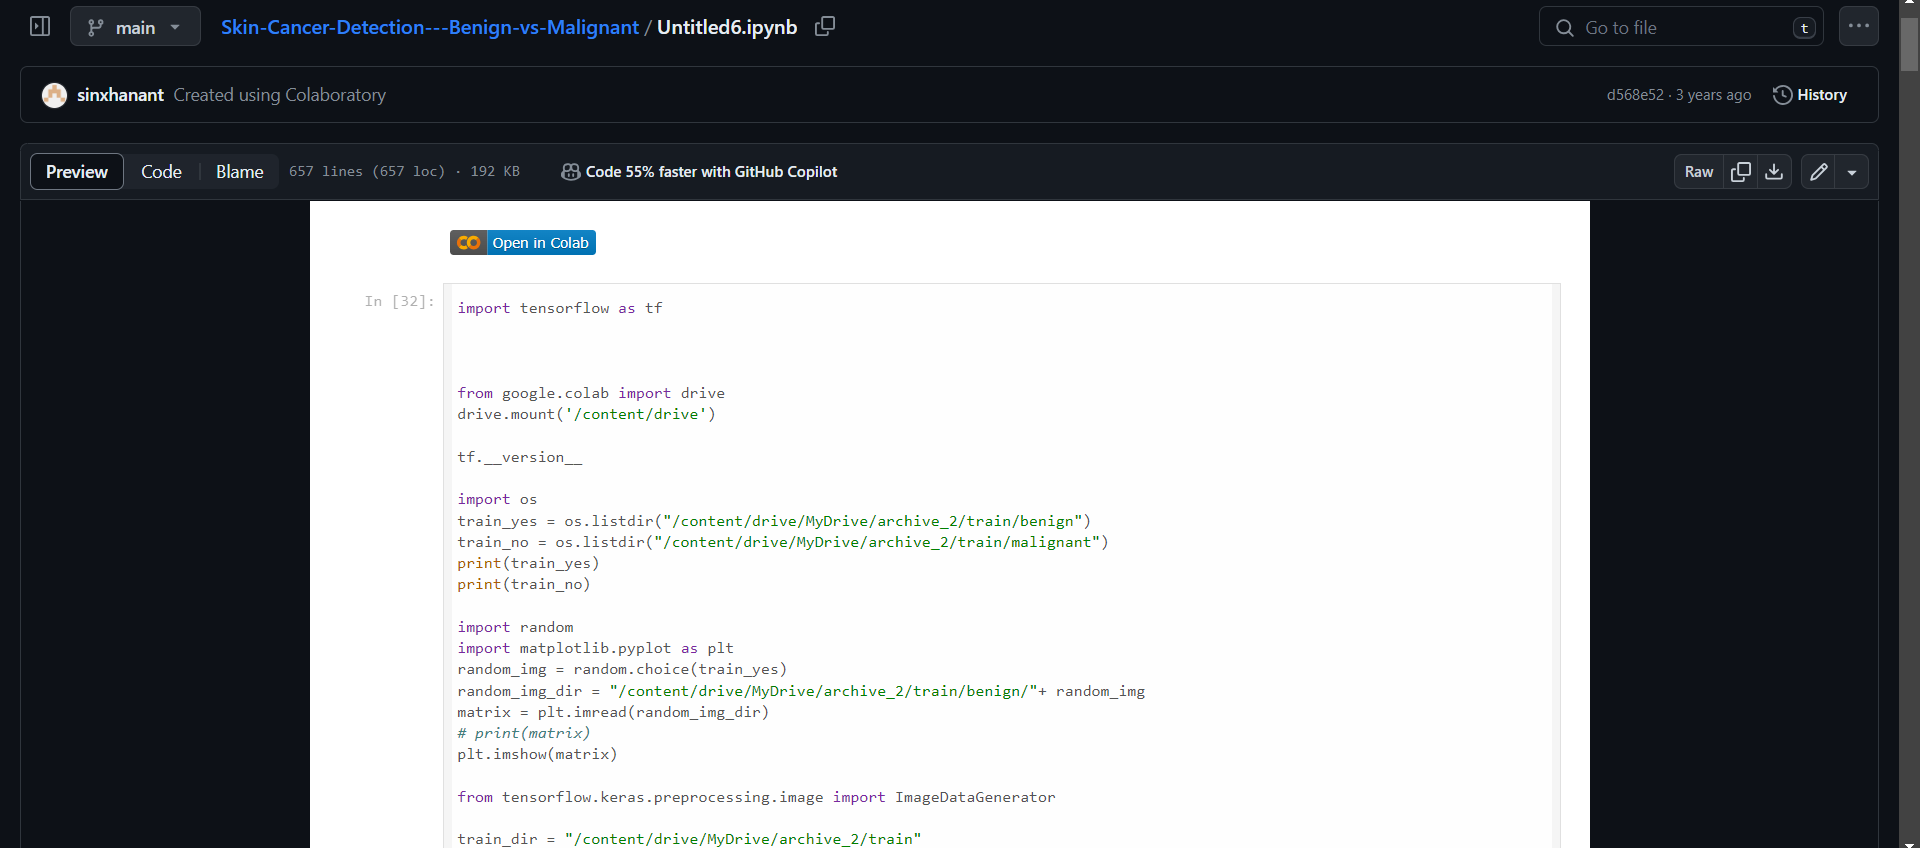 main
Skin-Cancer-Detection---Benign-vs-Malignant / Untitled6.ipynb
Go to file
t
sinxhanant Created using Colaboratory
d568e52 · 3 years ago
History
Preview
Code
Blame
657 lines (657 loc) · 192 KB
Code 55% faster with GitHub Copilot
Raw
Open in Colab
In [32]:
import tensorflow as tf
from google.colab import drive
drive.mount('/content/drive')
tf.__version__
import os
train_yes = os.listdir("/content/drive/MyDrive/archive_2/train/benign")
train_no = os.listdir("/content/drive/MyDrive/archive_2/train/malignant")
print(train_yes)
print(train_no)
import random
import matplotlib.pyplot as plt
random_img = random.choice(train_yes)
random_img_dir = "/content/drive/MyDrive/archive_2/train/benign/"+ random_img
matrix = plt.imread(random_img_dir)
# print(matrix)
plt.imshow(matrix)
from tensorflow.keras.preprocessing.image import ImageDataGenerator
train_dir = "/content/drive/MyDrive/archive_2/train"